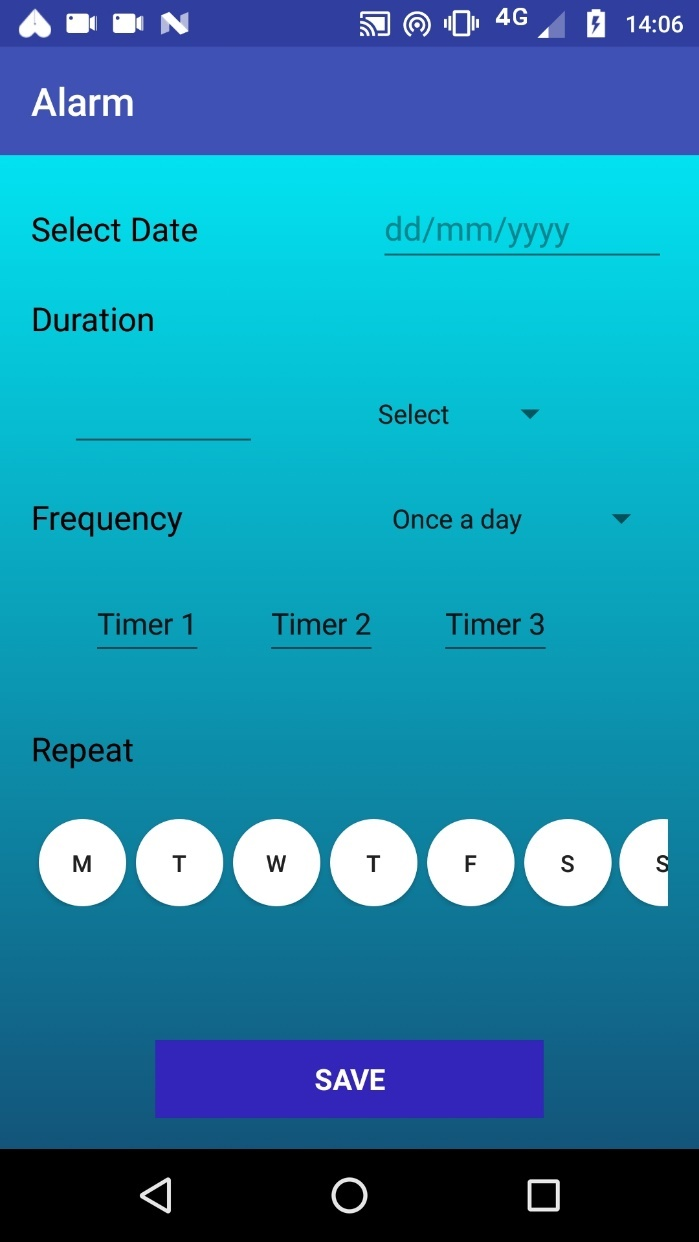 4G 14:06
Alarm
Select Date dd/mm/yyyy
Duration
Select
Frequency Once a day
Timer 1 Timer 2 Timer 3
Repeat
M T W T F S S
SAVE